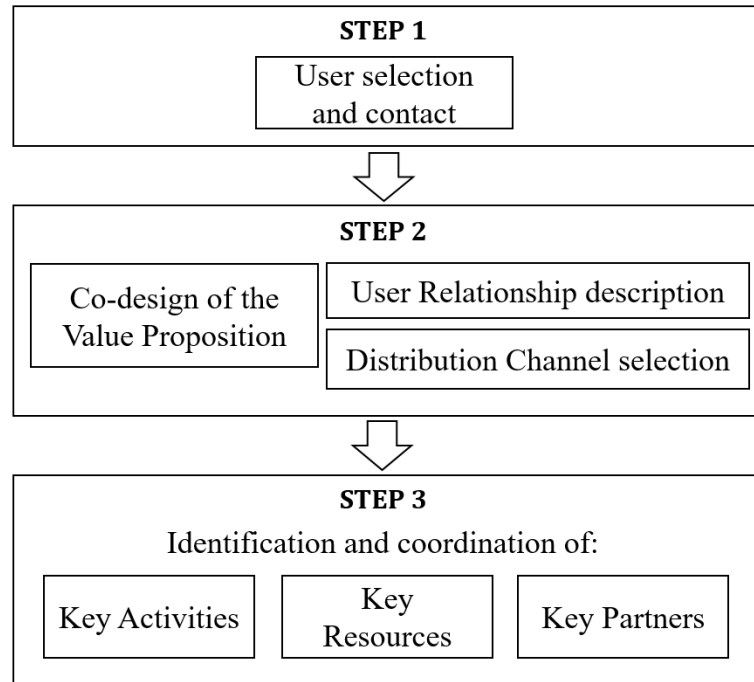 STEP 1
User selection
and contact
STEP 2
Co-design of the
Value Proposition
User Relationship description
Distribution Channel selection
STEP 3
Identification and coordination of:
Key Activities
Key
Resources
Key Partners